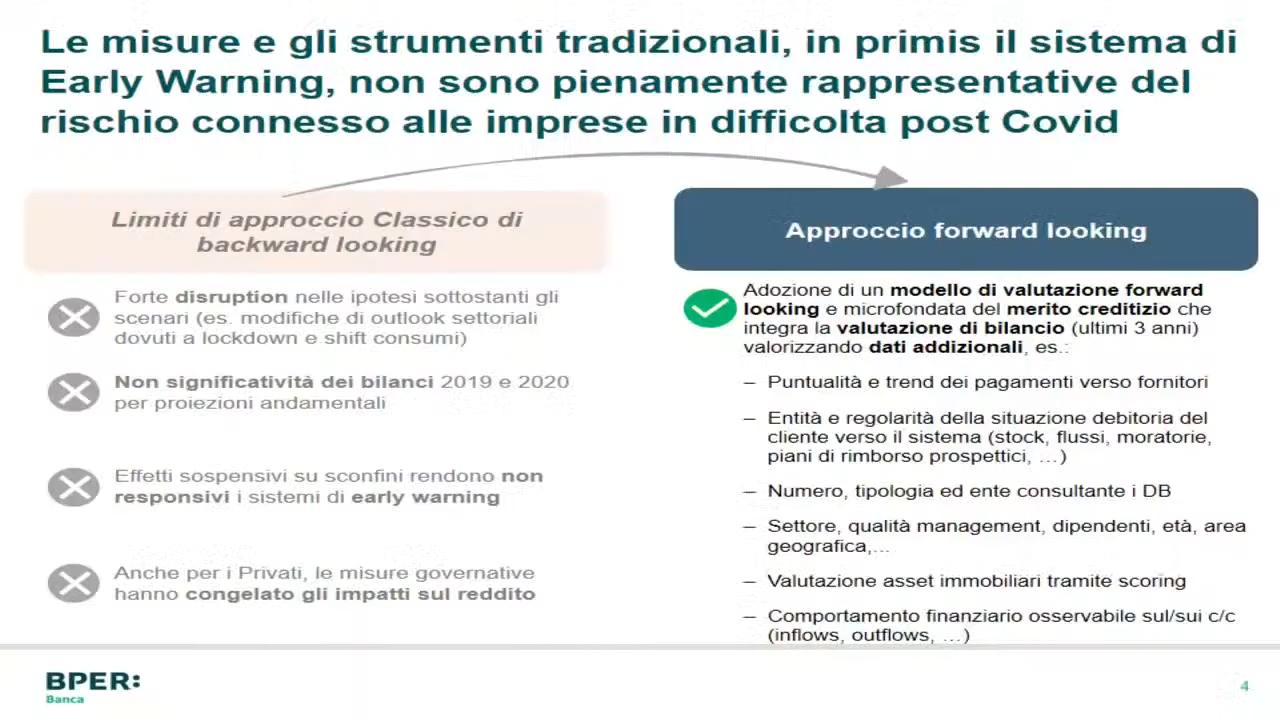 Le misure e gli strumenti tradizionali, in primis il sistema di
Early Warning, non sono pienamente rappresentative del
rischio connesso alle imprese in difficolta post Covid
Limiti di approccio Classico di
backward looking
Forte disruption nelle ipotesi sottostanti gli
scenari (es. modifiche di outlook settoriali
dovuti a lockdown e shift consumi)
Non significatività dei bilanci 2019 e 2020
per proiezioni andamentali
Effetti sospensivi su sconfini rendono non
responsivi i sistemi di early warning
Anche per i Privati, le misure governative
hanno congelato gli impatti sul reddito
Approccio forward looking
Adozione di un modello di valutazione forward
looking e microfondata del merito creditizio che
integra la valutazione di bilancio (ultimi 3 anni)
valorizzando dati addizionali, es.:
– Puntualità e trend dei pagamenti verso fornitori
– Entità e regolarità della situazione debitoria del
cliente verso il sistema (stock, flussi, moratorie,
piani di rimborso prospettici, …)
– Numero, tipologia ed ente consultante i DB
– Settore, qualità management, dipendenti, età, area
geografica,...
– Valutazione asset immobiliari tramite scoring
– Comportamento finanziario osservabile sul/sui c/c
(inflows, outflows, …)
BPER:
Banca
4